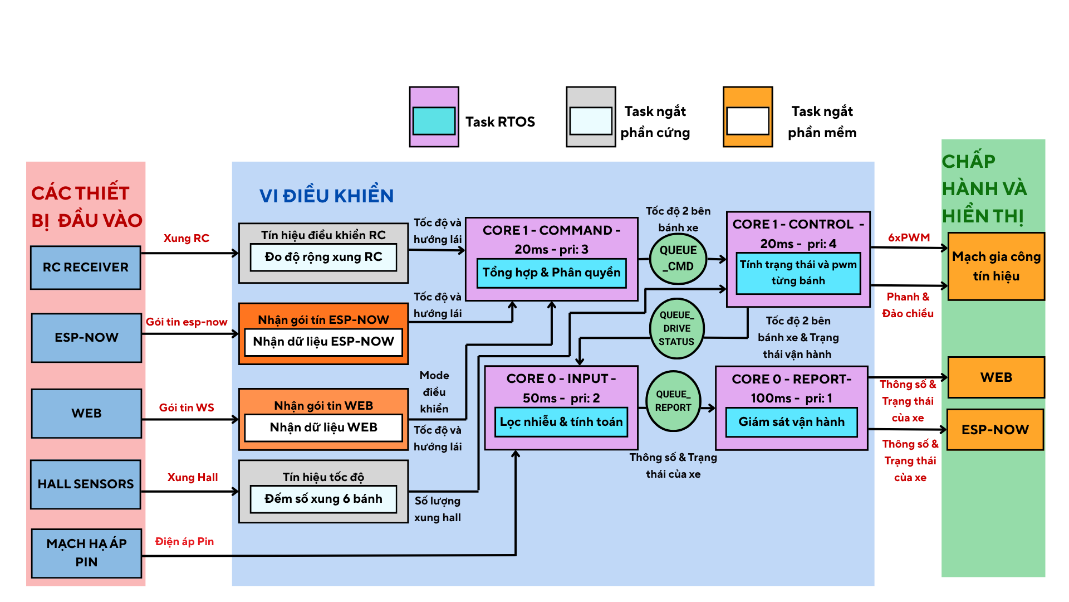 Task RTOS
Task ngắt
phần cứng
Task ngắt
phần mềm
CÁC THIẾT
BỊ ĐẦU VÀO
VI ĐIỀU KHIỂN
CHẤP
HÀNH VÀ
HIỂN THỊ
RC RECEIVER
ESP-NOW
WEB
HALL SENSORS
MẠCH HẠ ÁP
PIN
Xung RC
Gói tin esp-now
Gói tin WS
Xung Hall
Điện áp Pin
Tín hiệu điều khiển RC
Đo độ rộng xung RC
Nhận gói tin ESP-NOW
Nhận dữ liệu ESP-NOW
Nhận gói tin WEB
Nhận dữ liệu WEB
Tín hiệu tốc độ
Đếm số xung 6 bánh
Tốc độ và
hướng lái
Tốc độ và
hướng lái
Mode
điều
khiển
Tốc độ và
hướng lái
Số lượng
xung hall
CORE 1 - COMMAND -
20ms - pri: 3
Tổng hợp & Phân quyền
Tốc độ 2 bên
bánh xe
QUEUE
_CMD
CORE 1 - CONTROL -
20ms - pri: 4
Tính trạng thái và pwm
từng bánh
QUEUE_
DRIVE
STATUS
Tốc độ 2 bên
bánh xe & Trạng
thái vận hành
CORE 0 - INPUT -
50ms - pri: 2
Lọc nhiễu & tính toán
QUEUE_
REPORT
Thông số & Trạng
thái của xe
CORE 0 - REPORT-
100ms - pri: 1
Giám sát vận hành
6xPWM
Phanh &
Đảo chiều
Mạch gia công
tín hiệu
Thông số &
Trạng thái
của xe
WEB
Thông số &
Trạng thái
của xe
ESP-NOW